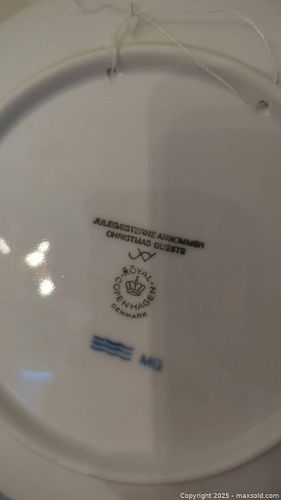 JULEGÆSTERNE ANKOMMER
CHRISTMAS GUESTS
ROYAL
COPENHAGEN
DENMARK
MG
Copyright © 2025 - maxsold.com